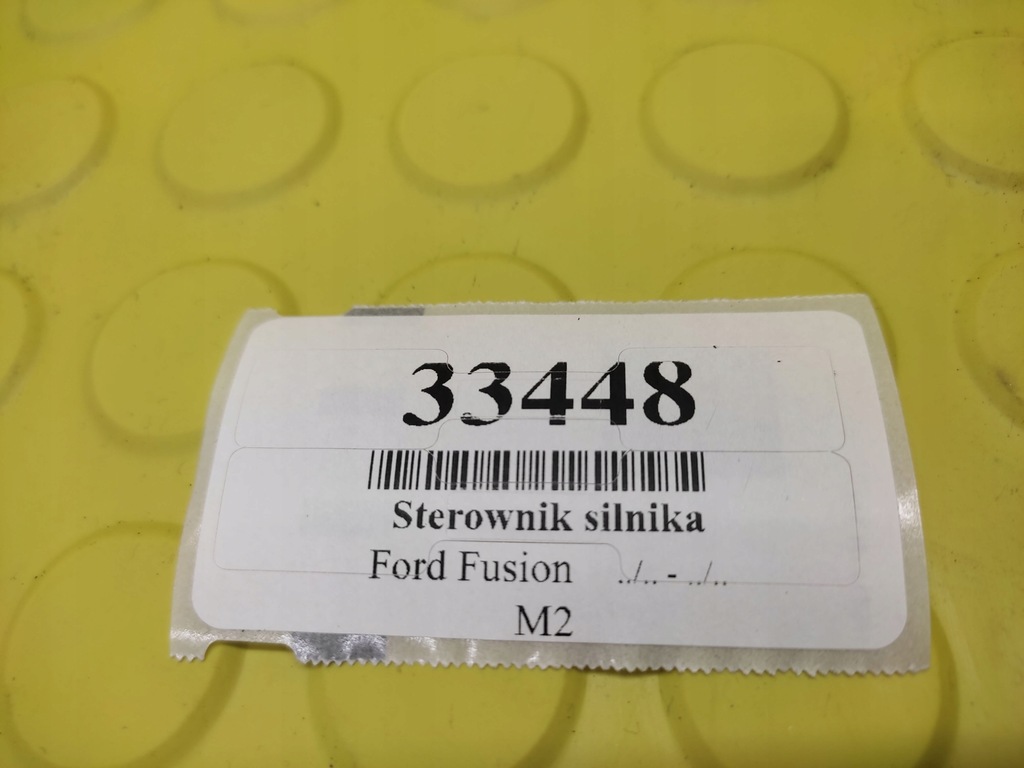 33448
Sterownik silnika
Ford Fusion ../.. - ../..
M2